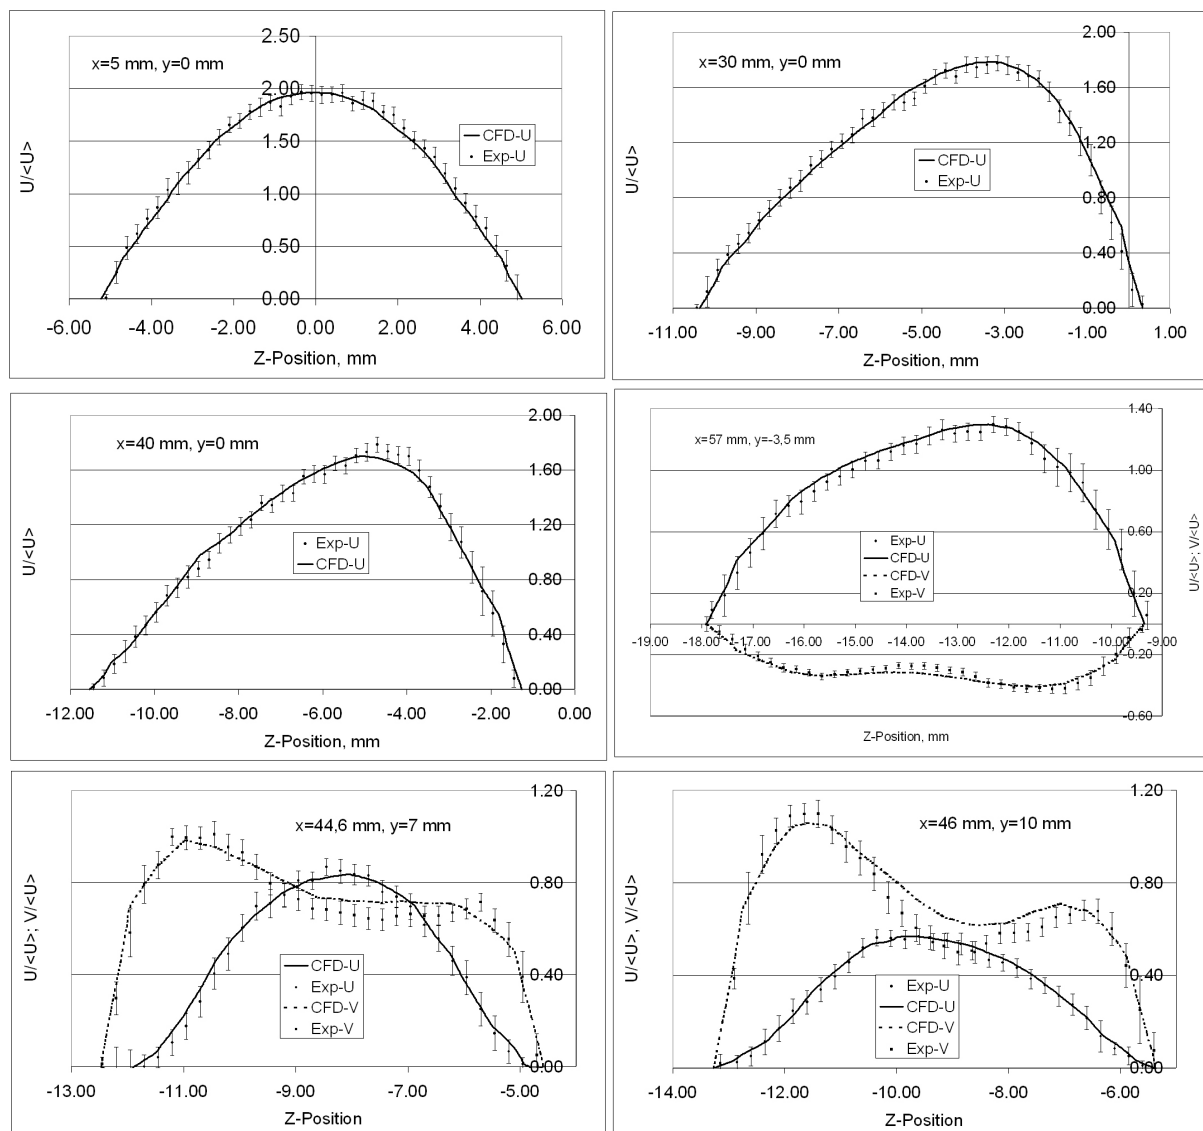 2.50
x=5 mm, y=0 mm
2.00
1.50
CFD-U
Exp-U
U/<U>
1.00
0.50
0.00
-6.00 -4.00 -2.00 0.00 2.00 4.00 6.00
Z-Position, mm
2.00
x=30 mm, y=0 mm
1.60
1.20
CFD-U
Exp-U
U/<U>
0.80
0.40
0.00
-11.00 -9.00 -7.00 -5.00 -3.00 -1.00 1.00
Z-Position, mm
2.00
x=40 mm, y=0 mm
1.60
1.20
Exp-U
CFD-U
U/<U>
0.80
0.40
0.00
-12.00 -10.00 -8.00 -6.00 -4.00 -2.00 0.00
Z-Position, mm
1.40
x=57 mm, y=-3,5 mm
1.00
0.60
Exp-U
CFD-U
CFD-V
Exp-V
U/<U>; V/<U>
0.20
-19.00 -18.00 -17.00 -16.00 -15.00 -14.00 -13.00 -12.00 -11.00 -10.00 -9.00
-0.20
-0.60
Z-Position, mm
1.20
x=44,6 mm, y=7 mm
0.80
U/<U>; V/<U>
CFD-U
Exp-U
CFD-V
Exp-V
0.40
0.00
-13.00 -11.00 -9.00 -7.00 -5.00
Z-Position
1.20
x=46 mm, y=10 mm
0.80
U/<U>, V/<U>
Exp-U
CFD-U
CFD-V
Exp-V
0.40
0.00
-14.00 -12.00 -10.00 -8.00 -6.00
Z-Position